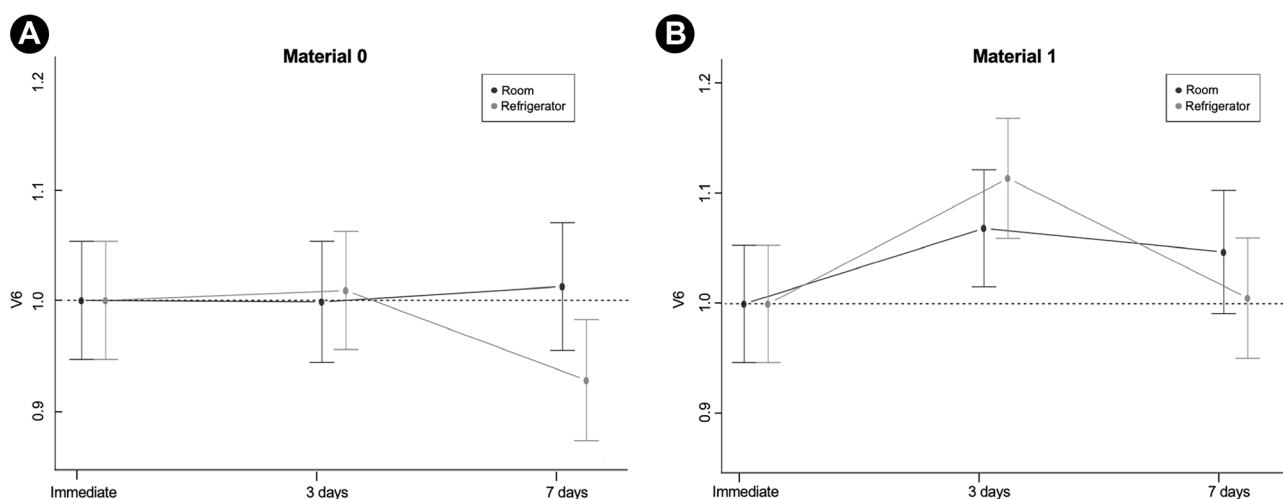 A
Material 0
Room
Refrigerator
V6
1.2
1.1
1.0
0.9
Immediate
3 days
7 days
B
Material 1
Room
Refrigerator
V6
1.2
1.1
1.0
0.9
Immediate
3 days
7 days